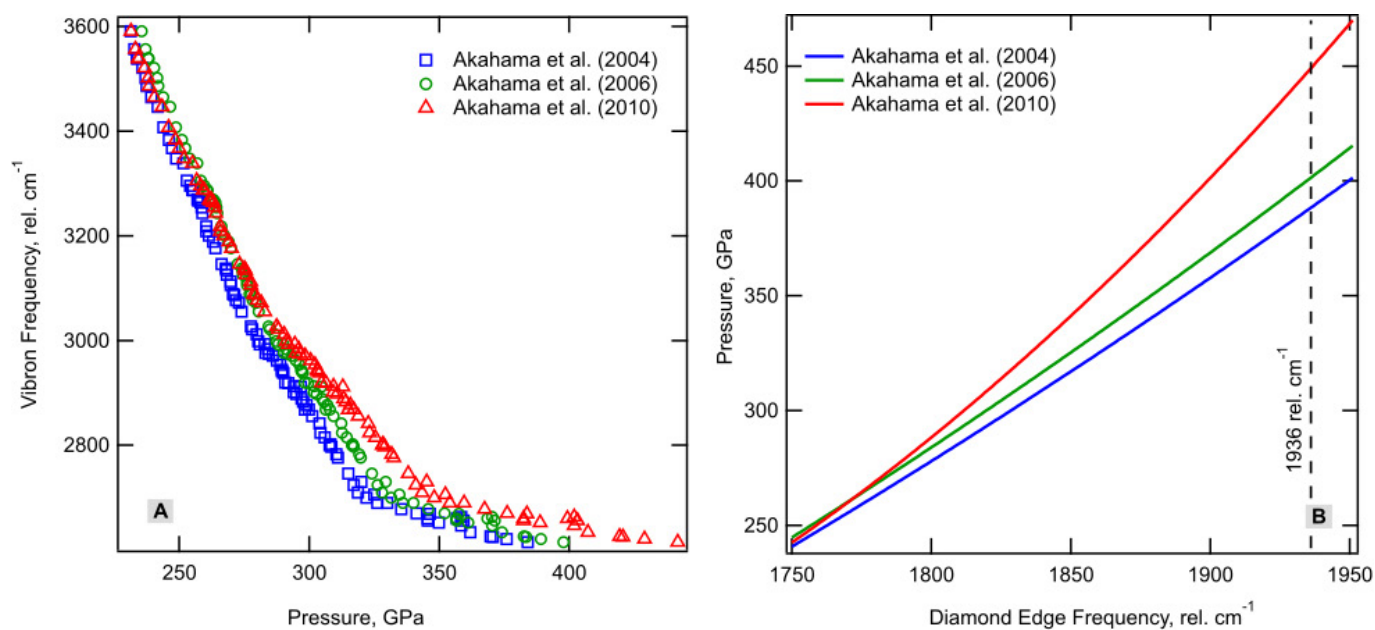 3600
3400
3200
3000
2800
Vibron Frequency, rel. cm-1
250
300
350
400
Pressure, GPa
Akahama et al. (2004)
Akahama et al. (2006)
Akahama et al. (2010)
A
450
400
350
300
250
Pressure, GPa
1750
1800
1850
1900
1950
Diamond Edge Frequency, rel. cm-1
Akahama et al. (2004)
Akahama et al. (2006)
Akahama et al. (2010)
1936 rel. cm-1
B